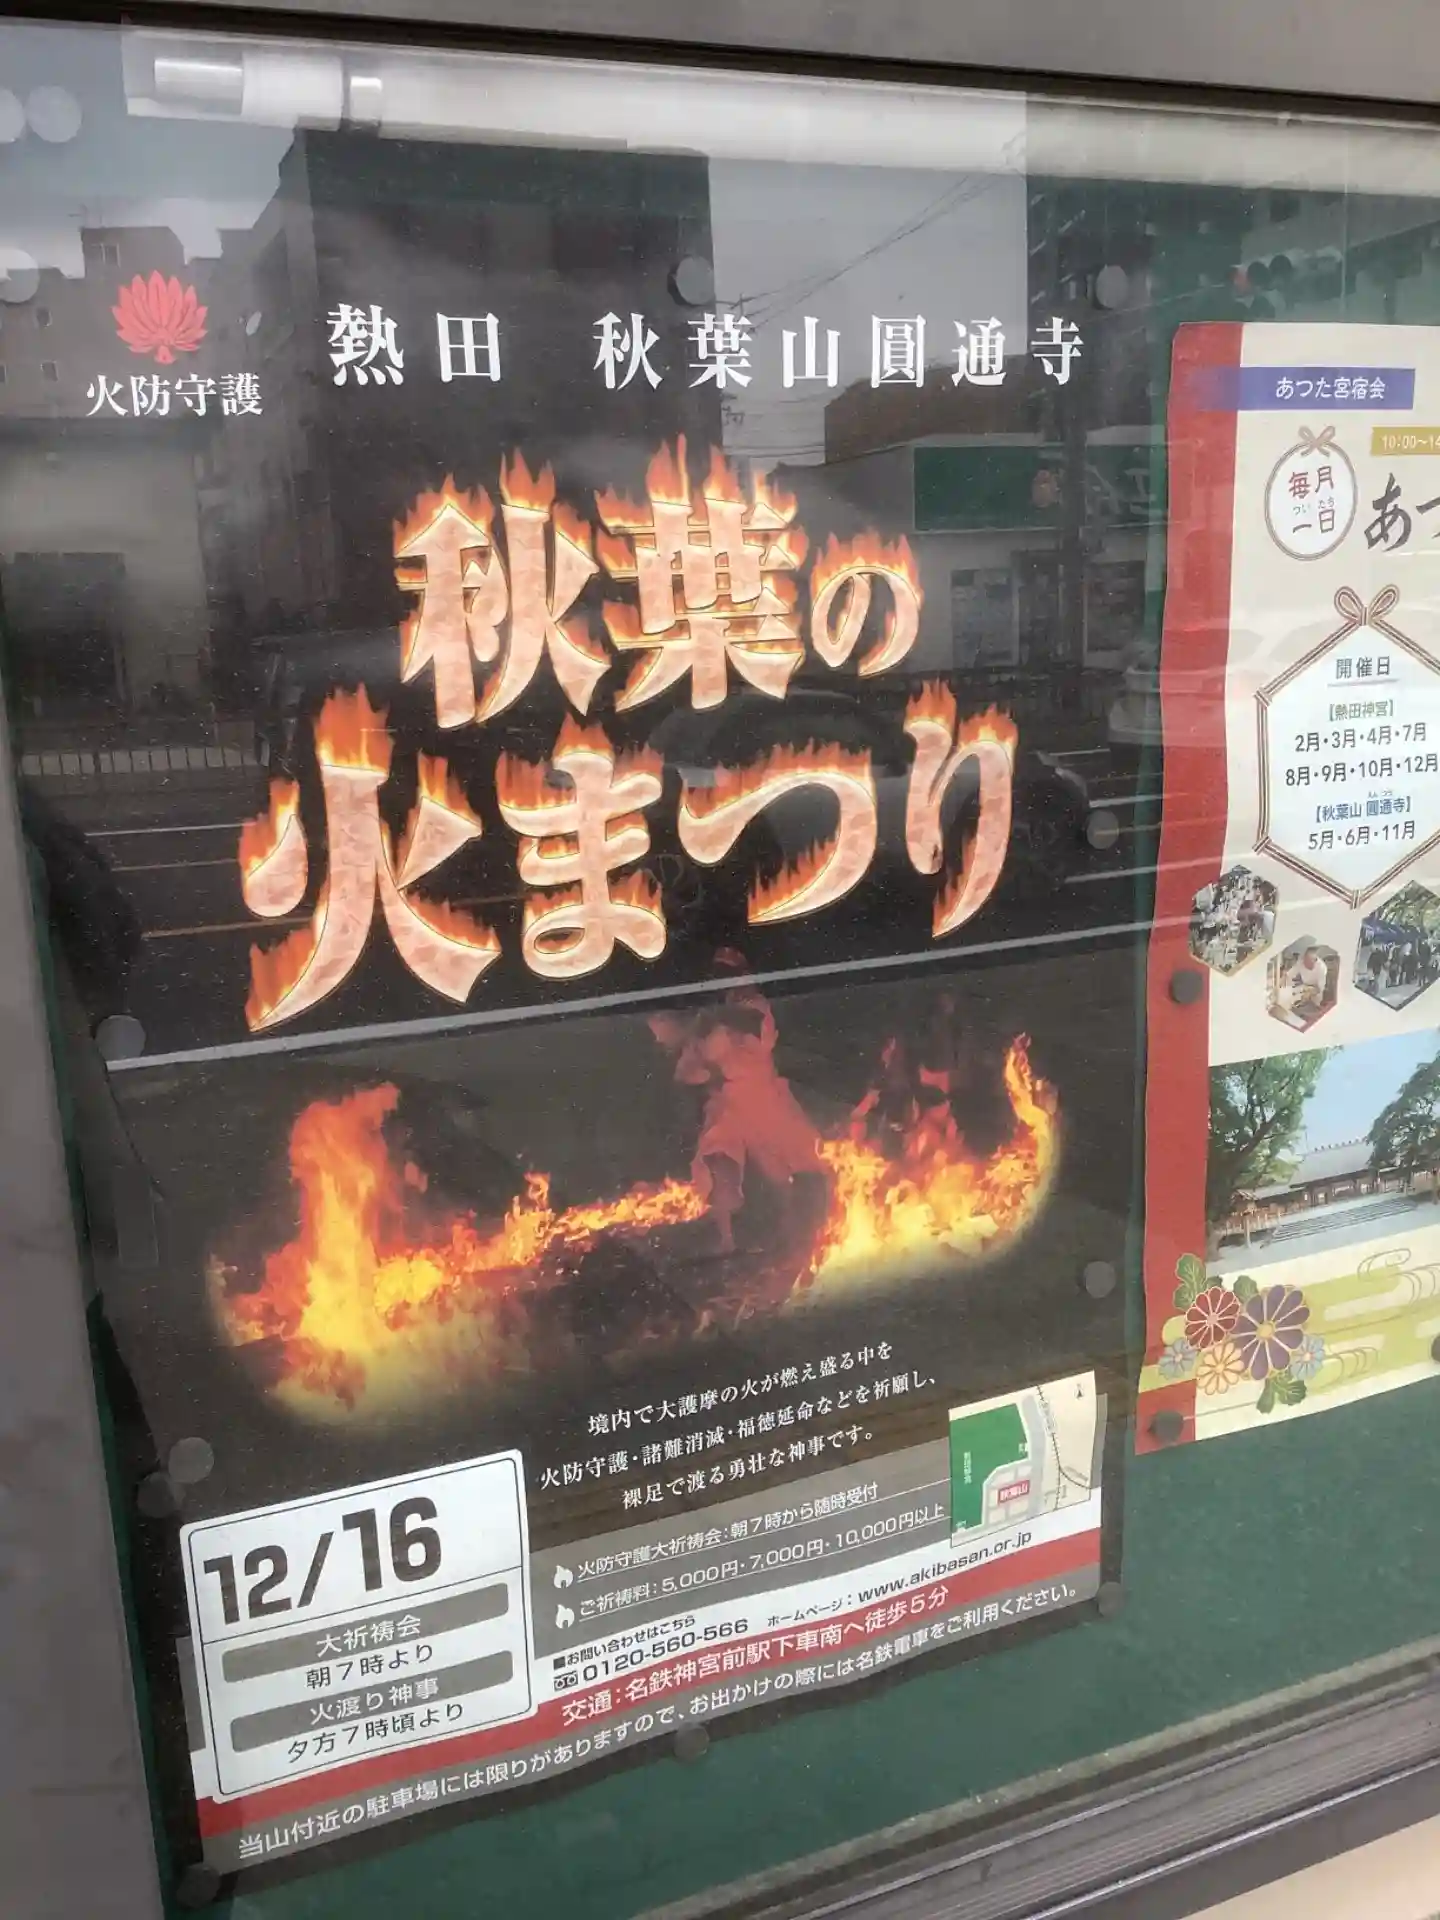 火防守護
熱田 秋葉山圓通寺
秋葉の
火まつり
境内で大護摩の火が燃え盛る中を
火防守護・諸難消滅・福徳延命などを祈願し、
裸足で渡る勇壮な神事です。
12/16
大祈祷会
朝7時より
火渡り神事
夕方7時頃より
火防守護大祈祷会:朝7時から随時受付
ご祈祷料:5,000円・7,000円・10,000円以上
■お問い合わせはこちら
0120-560-566
ホームページ:www.akibasan.or.jp
秋葉山
交通:名鉄神宮前駅下車南へ徒歩5分
当山付近の駐車場には限りがありますので、お出かけの際には名鉄電車をご利用ください。
あつた宮宿会
10:00~14
毎月
ついたち
一日
あつ
開催日
【熱田神宮】
2月・3月・4月・7月
8月・9月・10月・12月
【秋葉山 圓通寺】
5月・6月・11月